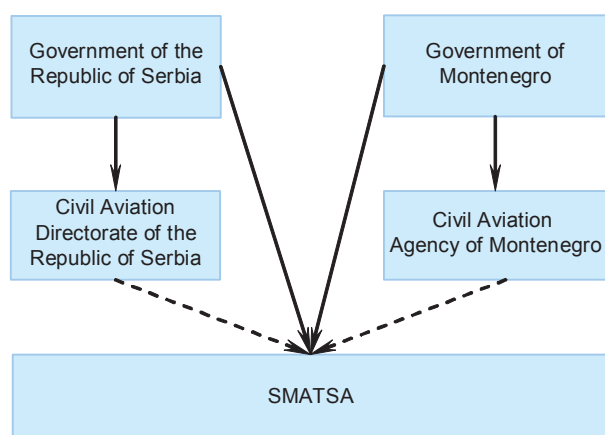 Government of the
Republic of Serbia
Government of
Montenegro
Civil Aviation
Directorate of the
Republic of Serbia
Civil Aviation
Agency of Montenegro
SMATSA